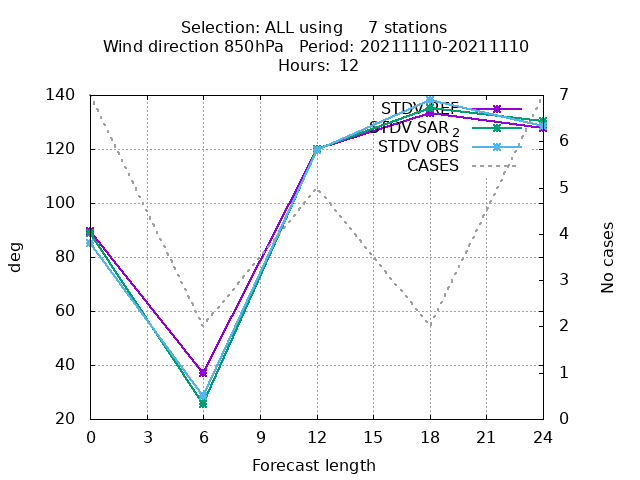 Selection: ALL using     7 stations
Wind direction 850hPa   Period: 20211110-20211110
Hours: 12
140
120
100
80
60
40
20
deg
STDV REF
STDV SAR 2
STDV OBS
CASES
7
6
5
4
3
2
1
0
No cases
0 3 6 9 12 15 18 21 24
Forecast length